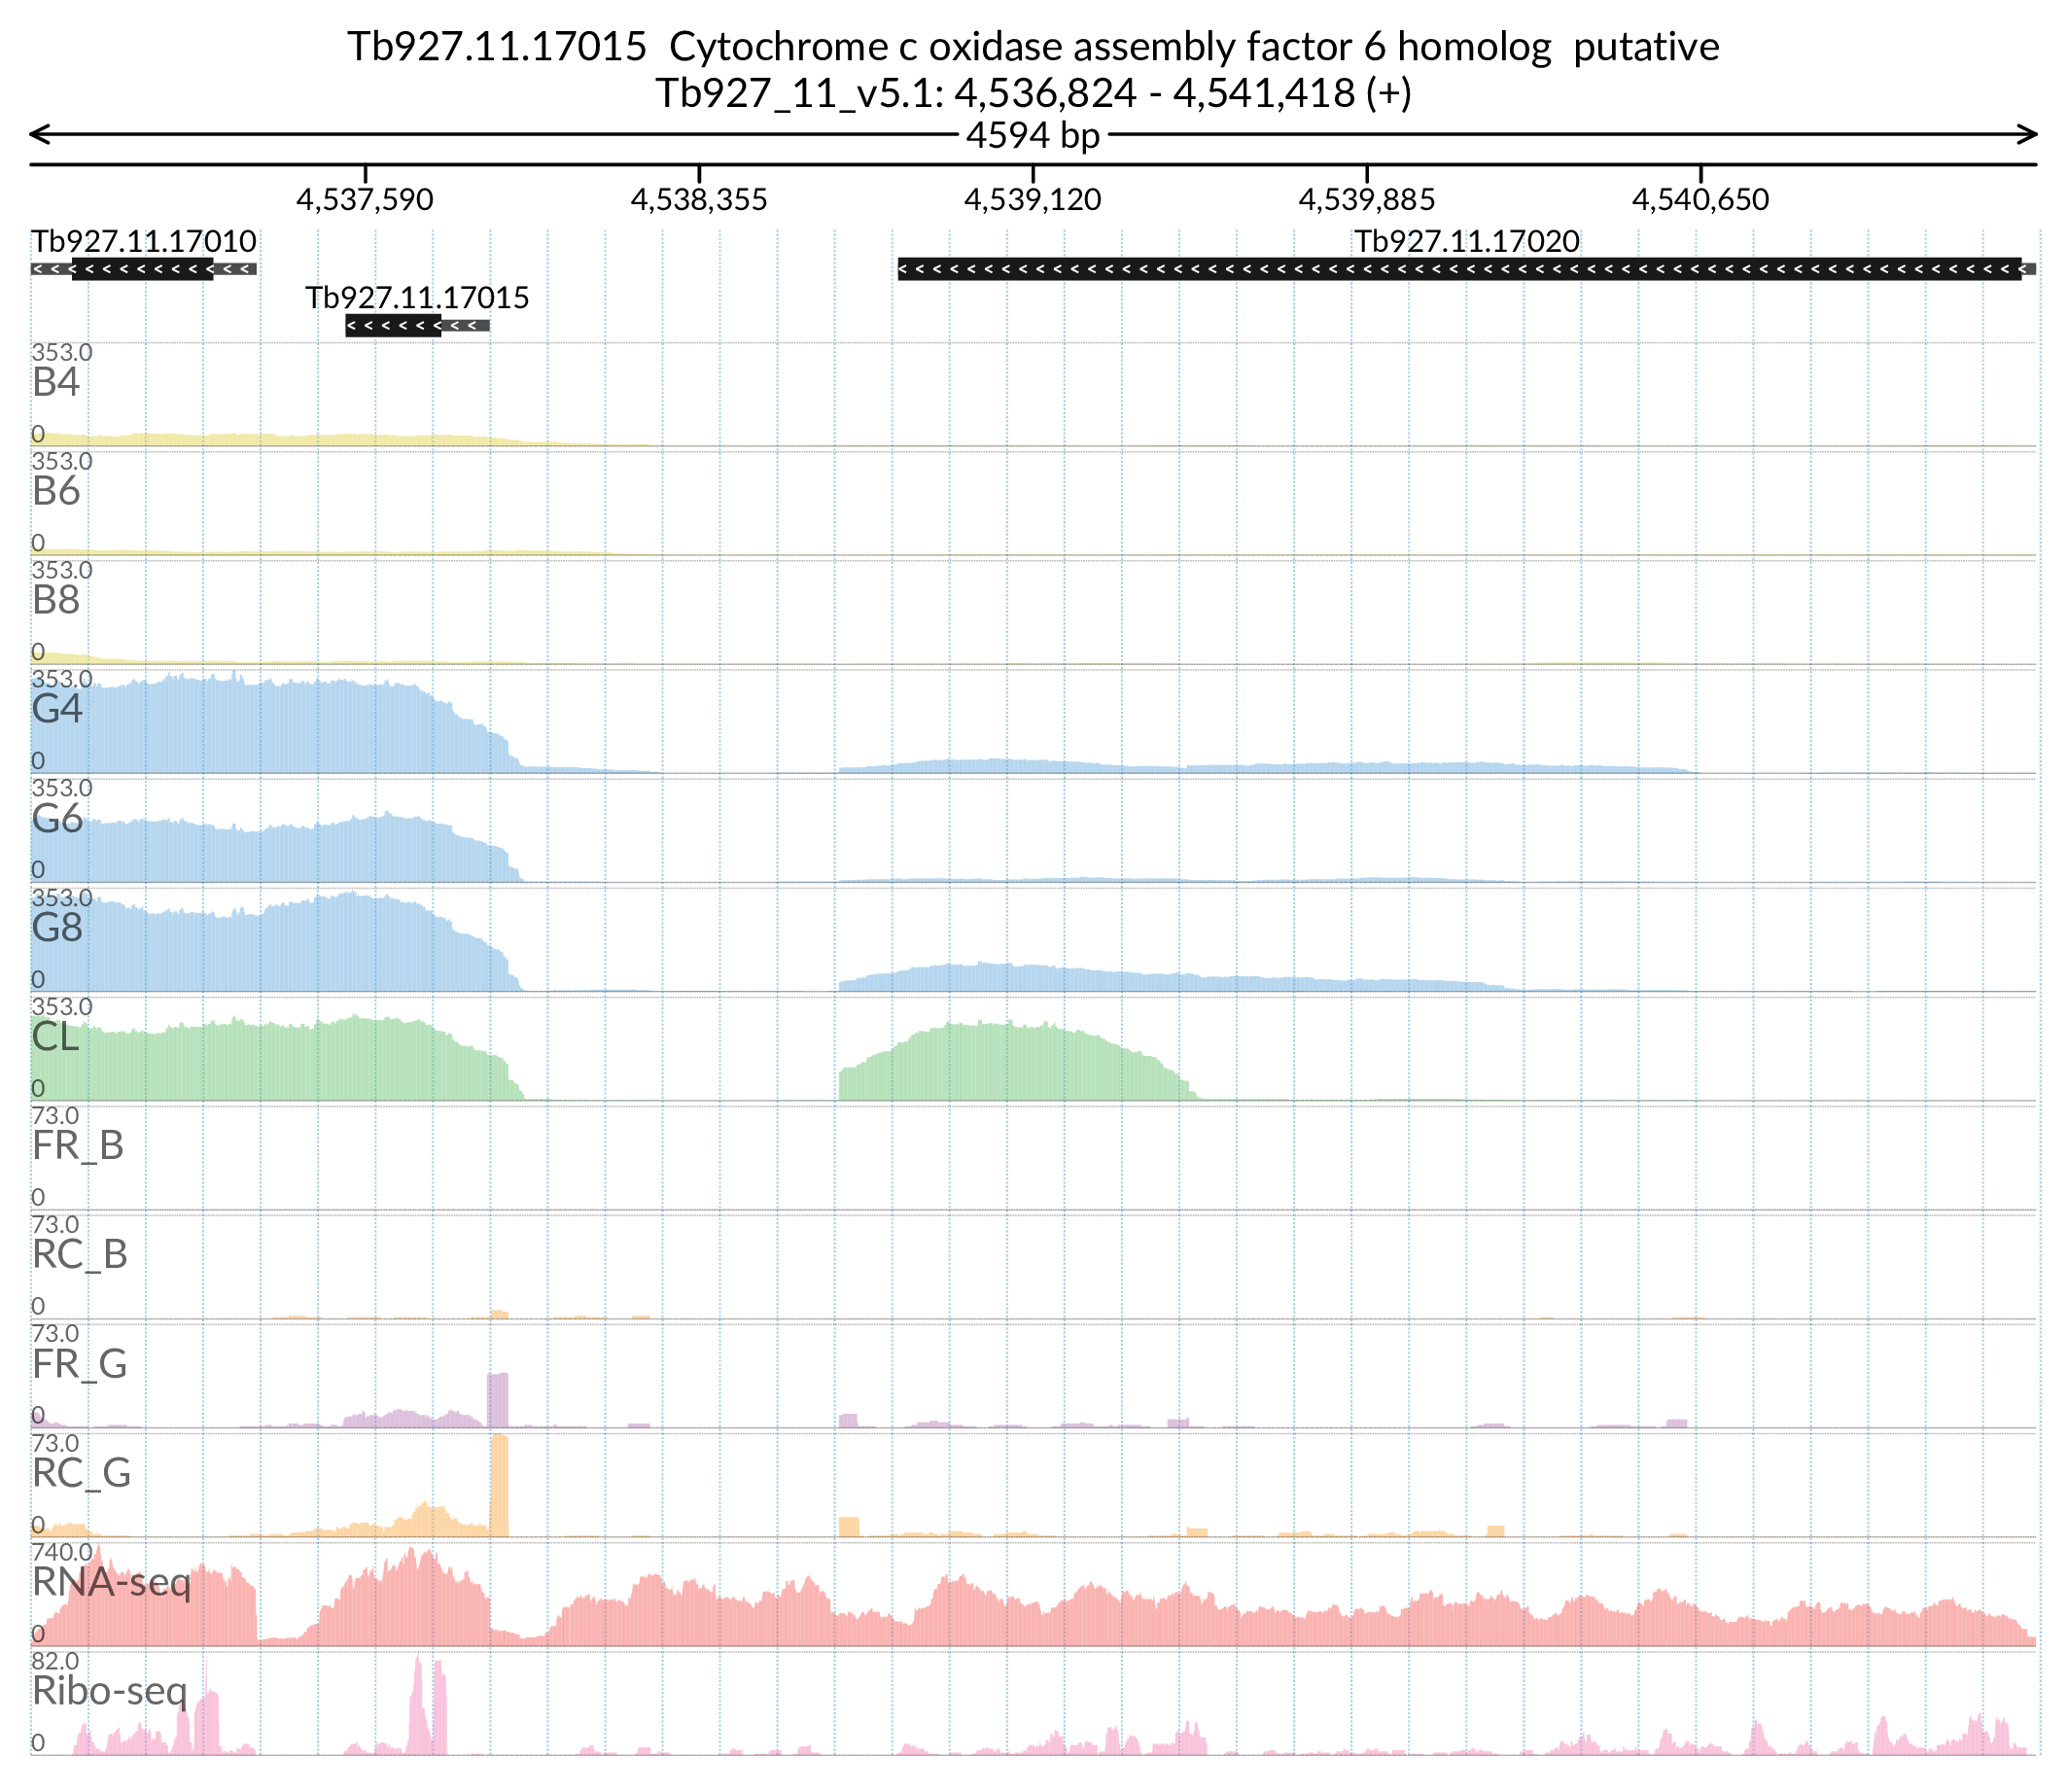 Tb927.11.17015  Cytochrome c oxidase assembly factor 6 homolog  putative
Tb927_11_v5.1: 4,536,824 - 4,541,418 (+)
4594 bp
4,537,590 4,538,355 4,539,120 4,539,885 4,540,650
Tb927.11.17010 Tb927.11.17020
Tb927.11.17015
353.0
B4
0
353.0
B6
0
353.0
B8
0
353.0
G4
0
353.0
G6
0
353.0
G8
0
353.0
CL
0
73.0
FR_B
0
73.0
RC_B
0
73.0
FR_G
0
73.0
RC_G
0
740.0
RNA-seq
0
82.0
Ribo-seq
0